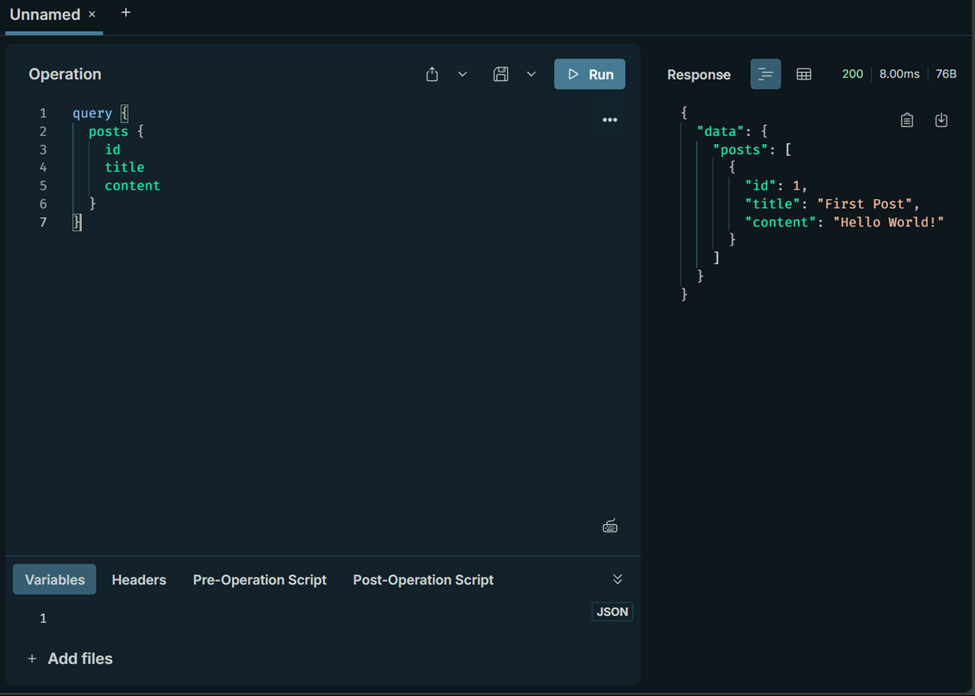 Unnamed × +
Operation
Run
1 query {
2 posts {
3 id
4 title
5 content
6 }
7 }
Variables Headers Pre-Operation Script Post-Operation Script
1
JSON
+ Add files
Response 200 8.00ms 76B
{
"data": {
"posts": [
{
"id": 1,
"title": "First Post",
"content": "Hello World!"
}
]
}
}